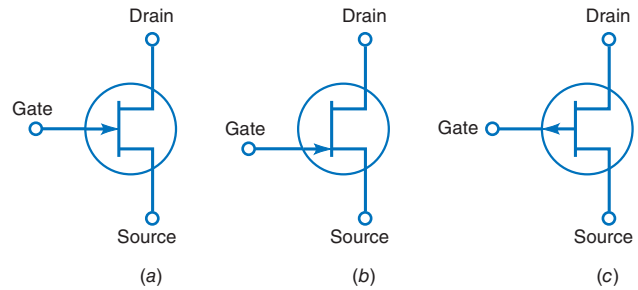 Drain
Gate
Source
(a)
Drain
Gate
Source
(b)
Drain
Gate
Source
(c)